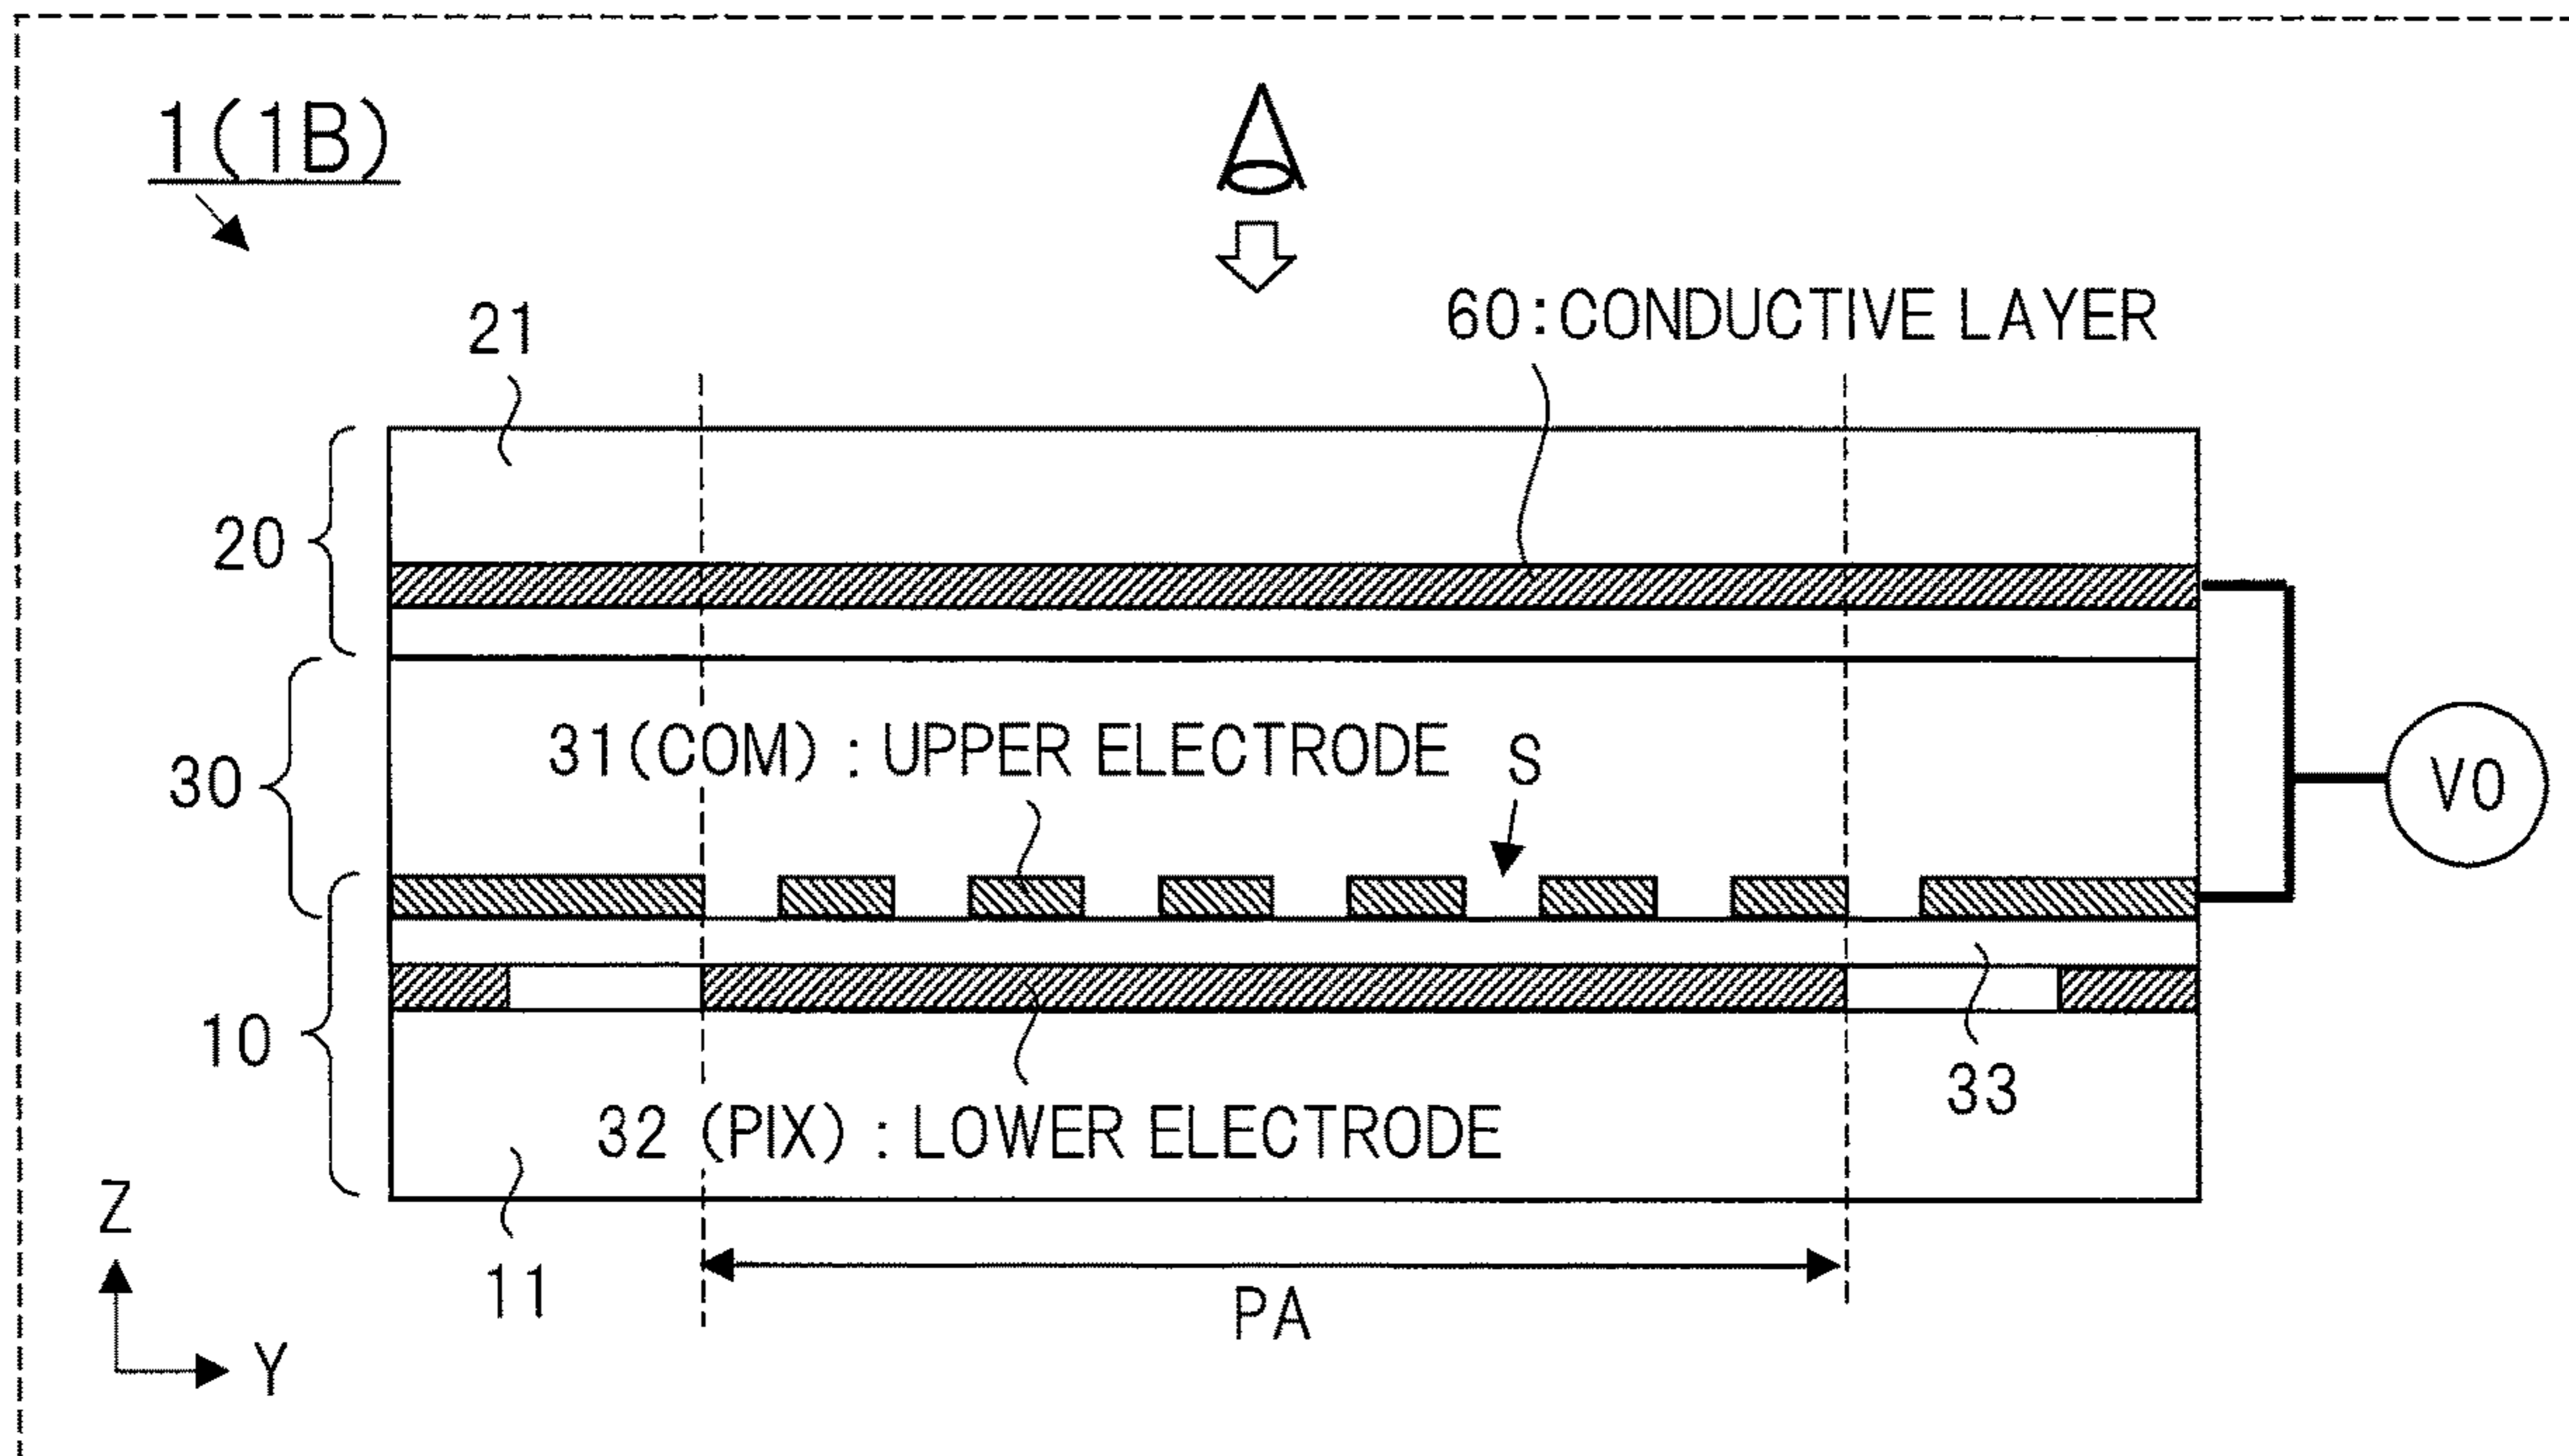 1(1B)
60:CONDUCTIVE LAYER
21
20
31(COM) : UPPER ELECTRODE
S
30
V0
10
33
32 (PIX) : LOWER ELECTRODE
Z
11
PA
Y